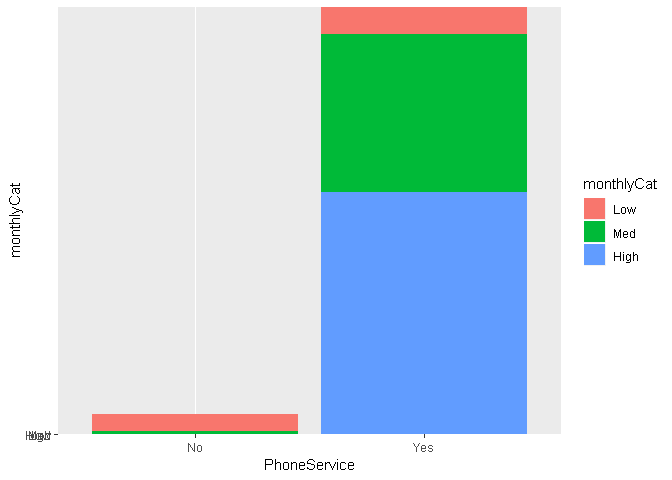 monthlyCat
No
Yes
PhoneService
monthlyCat
Low
Med
High